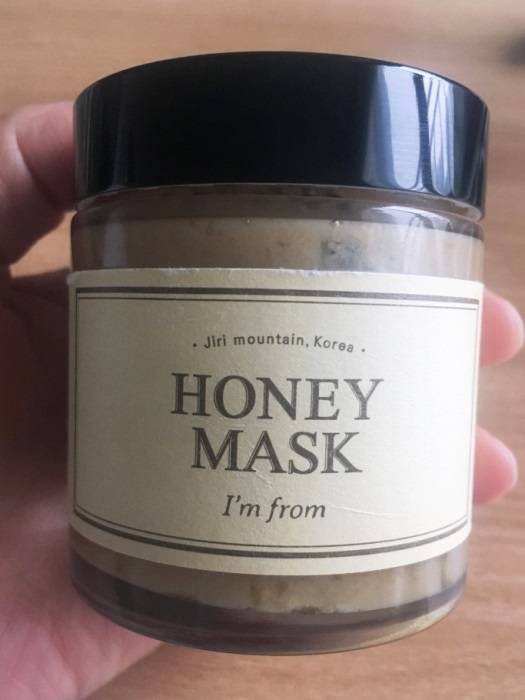 · Jiri mountain, Korea ·
HONEY
MASK
I'm from